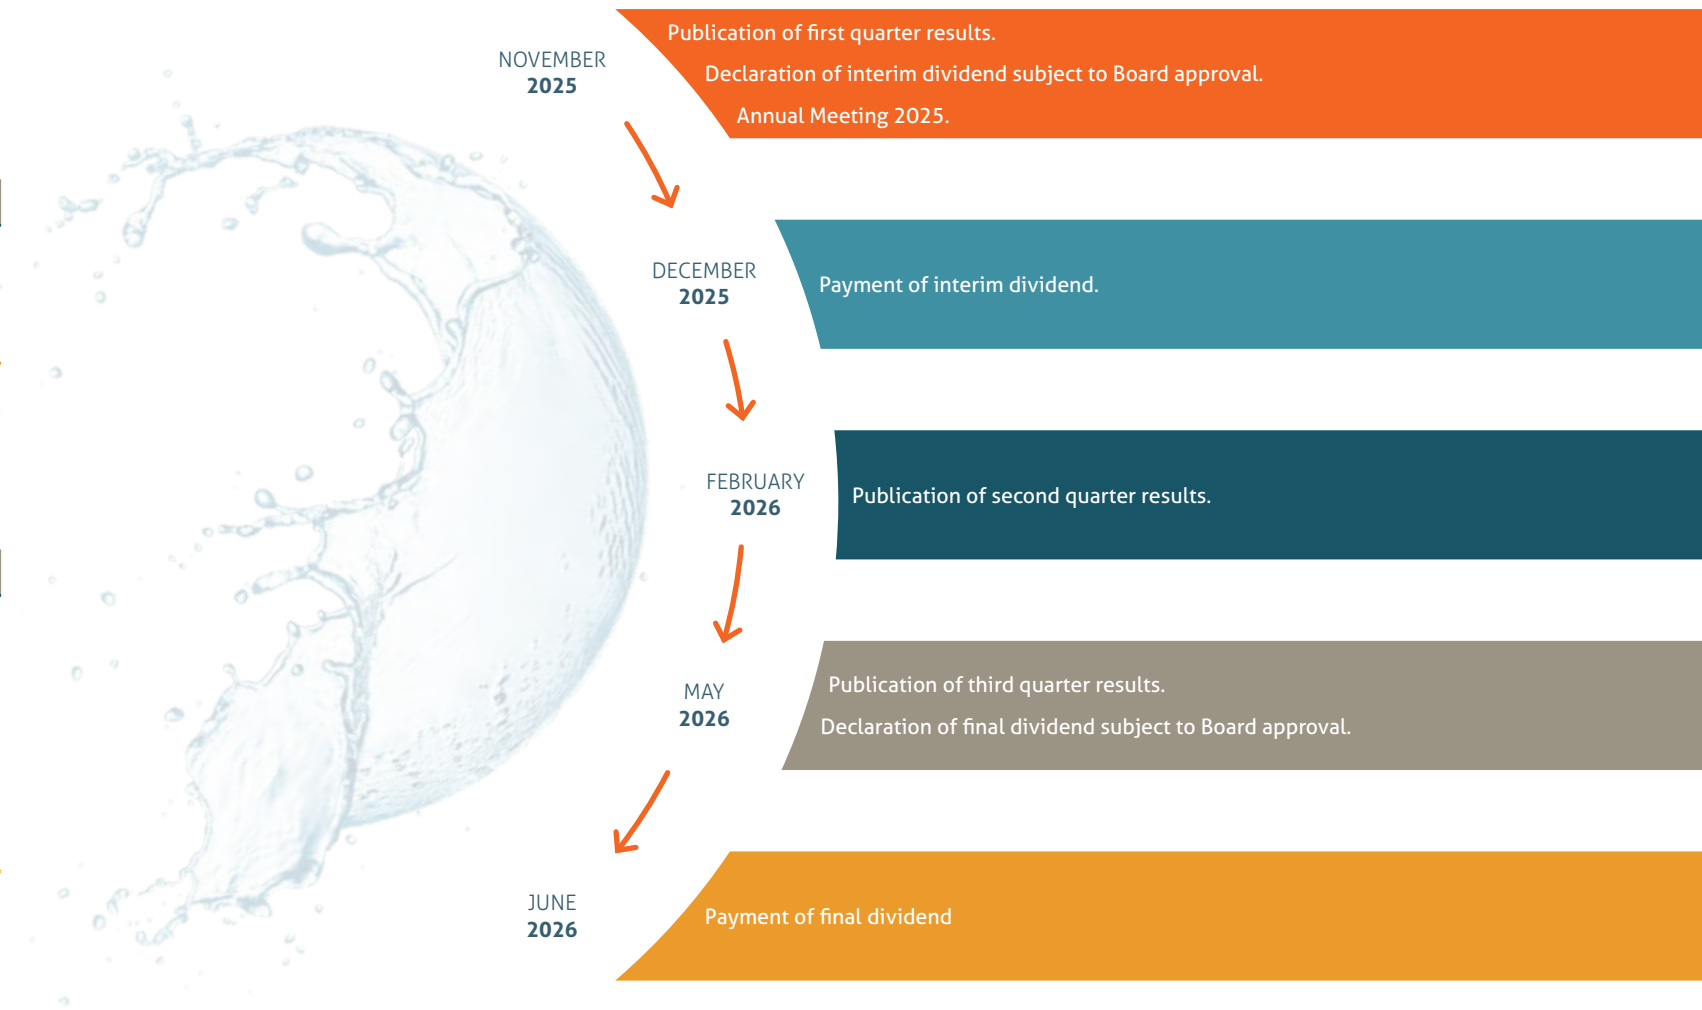 NOVEMBER
2025
Publication of first quarter results.
Declaration of interim dividend subject to Board approval.
Annual Meeting 2025.
DECEMBER
2025
Payment of interim dividend.
FEBRUARY
2026
Publication of second quarter results.
MAY
2026
Publication of third quarter results.
Declaration of final dividend subject to Board approval.
JUNE
2026
Payment of final dividend